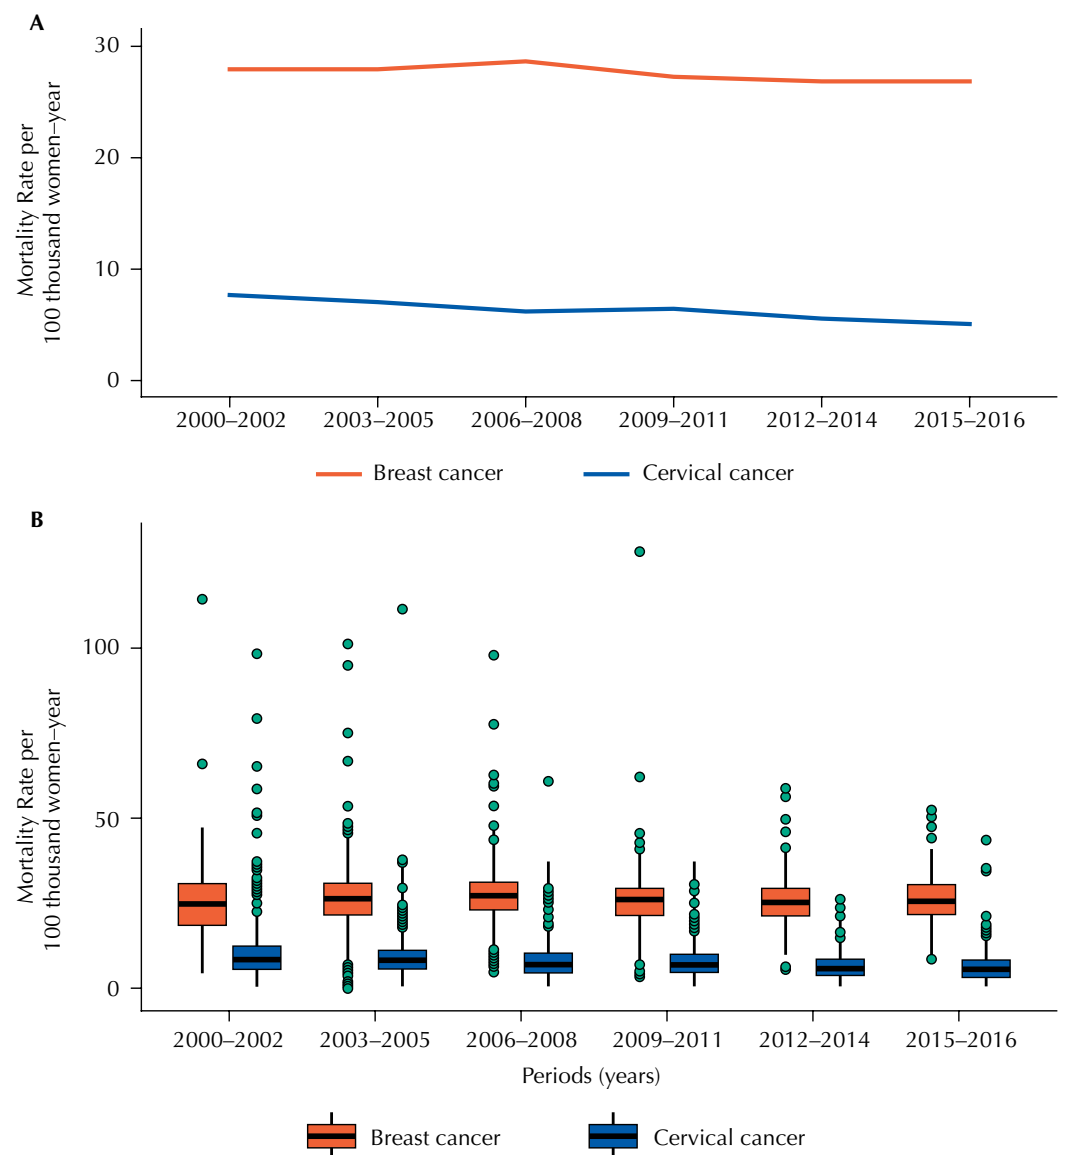 A
Mortality Rate per
100 thousand women–year
30
20
10
0
2000–2002 2003–2005 2006–2008 2009–2011 2012–2014 2015–2016
Breast cancer Cervical cancer
B
Mortality Rate per
100 thousand women–year
100
50
0
2000–2002 2003–2005 2006–2008 2009–2011 2012–2014 2015–2016
Periods (years)
Breast cancer Cervical cancer